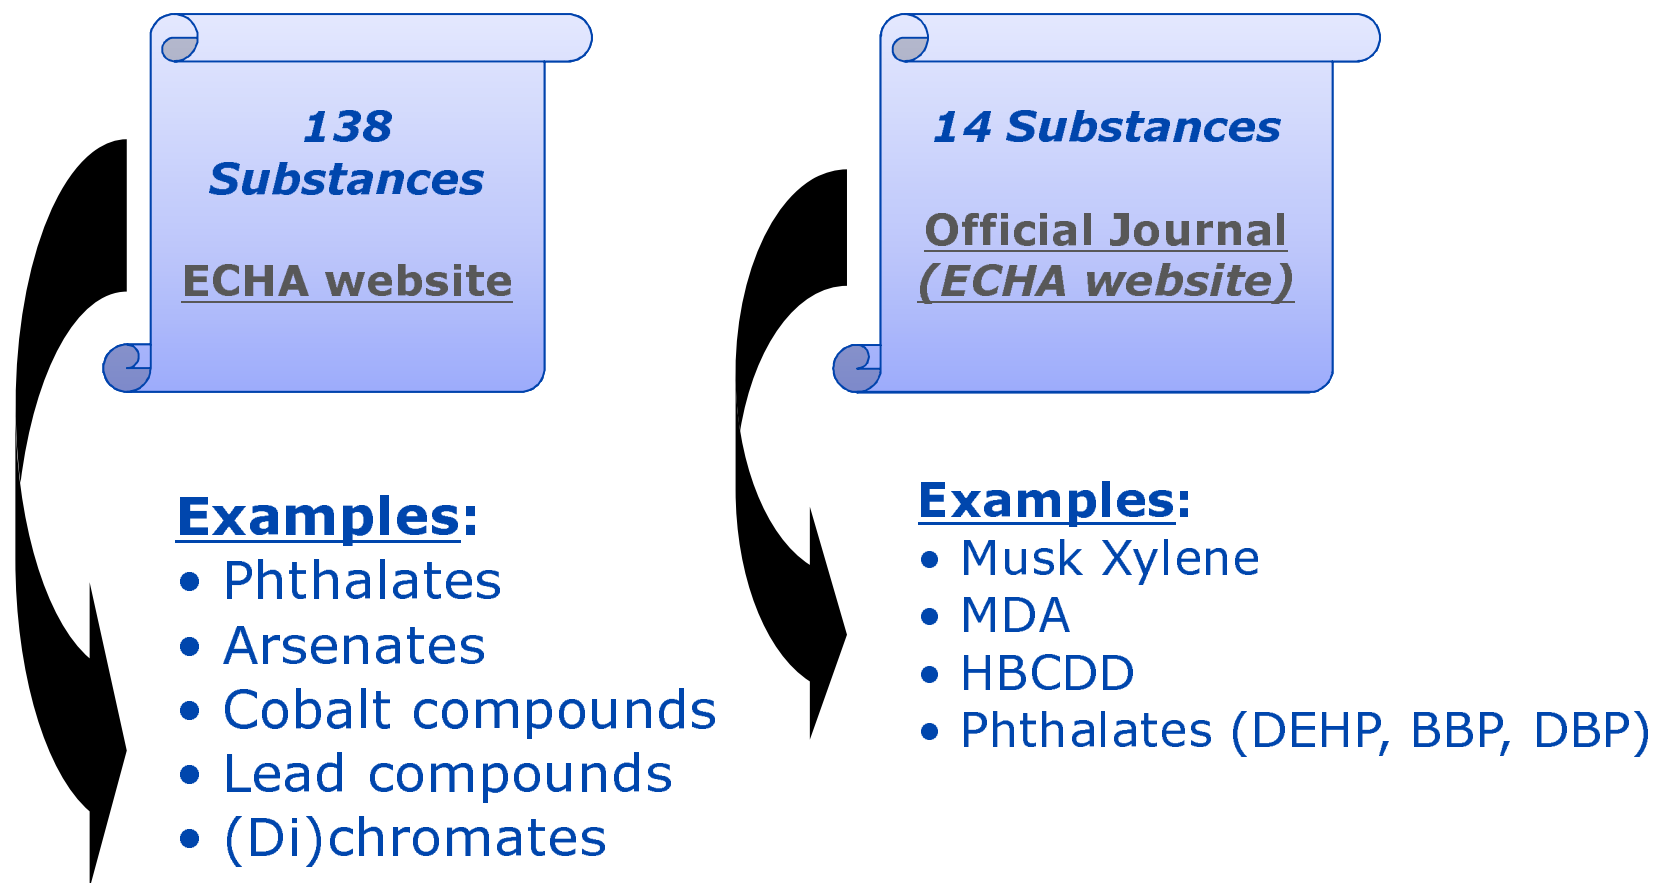 138
Substances
ECHA website
Examples:
• Phthalates
• Arsenates
• Cobalt compounds
• Lead compounds
• (Di)chromates
14 Substances
Official Journal
(ECHA website)
Examples:
• Musk Xylene
• MDA
• HBCDD
• Phthalates (DEHP, BBP, DBP)